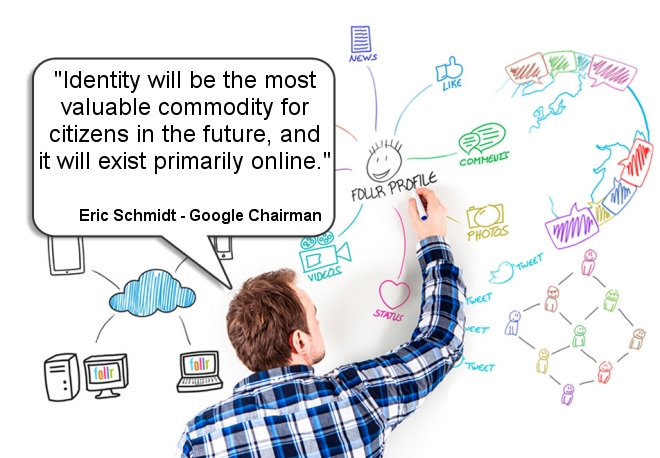 "Identity will be the most
valuable commodity for
citizens in the future, and
it will exist primarily online."
Eric Schmidt - Google Chairman
NEWS
LIKE
COMMENTS
FOLLR PROFILE
PHOTOS
VIDEOS
STATUS
TWEET
TWEET
TWEET
TWEET
follr
follr